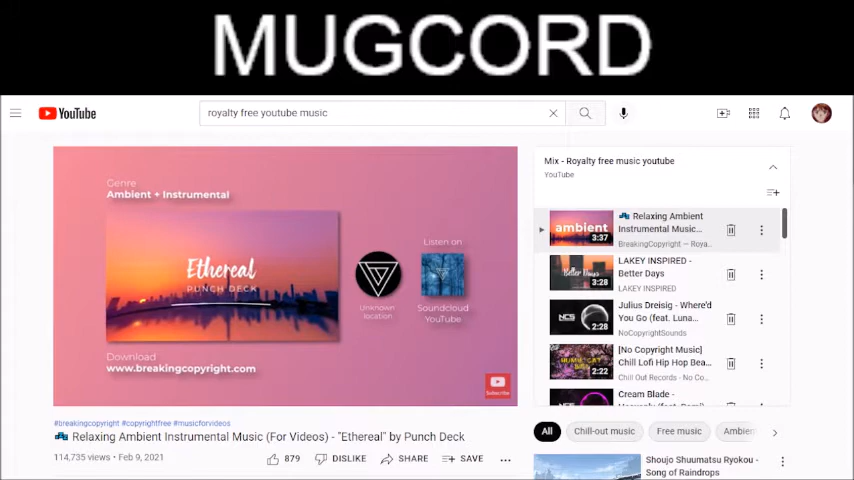 MUGCORD
YouTube
royalty free youtube music
Genre
Ambient + Instrumental
Ethereal
PUNCH DECK
Unknown
location
Listen on
Soundcloud
YouTube
Download
www.breakingcopyright.com
Subscribe
#breakingcopyright #copyrightfree #musicforvideos
Relaxing Ambient Instrumental Music (For Videos) - "Ethereal" by Punch Deck
114,735 views • Feb 9, 2021
879
DISLIKE
SHARE
SAVE
Mix - Royalty free music youtube
YouTube
ambient
3:37
Relaxing Ambient
Instrumental Music...
BreakingCopyright — Roya...
Better Days
3:28
LAKEY INSPIRED -
Better Days
LAKEY INSPIRED
NCS
2:28
Julius Dreisig - Where'd
You Go (feat. Luna...
NoCopyrightSounds
2:22
[No Copyright Music]
Chill Lofi Hip Hop Bea...
Chill Out Records - No Co...
Cream Blade -
All
Chill-out music
Free music
Ambien
Shoujo Shuumatsu Ryokou -
Song of Raindrops